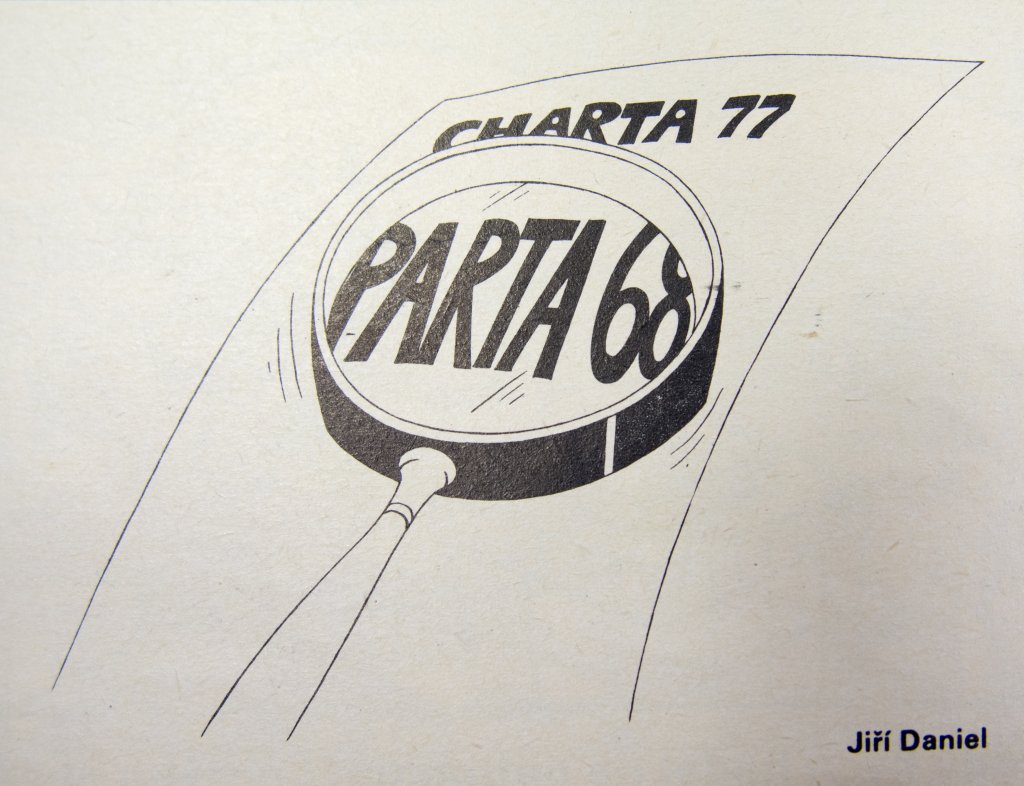 CHARTA 77
PARTA 68
Jiří Daniel